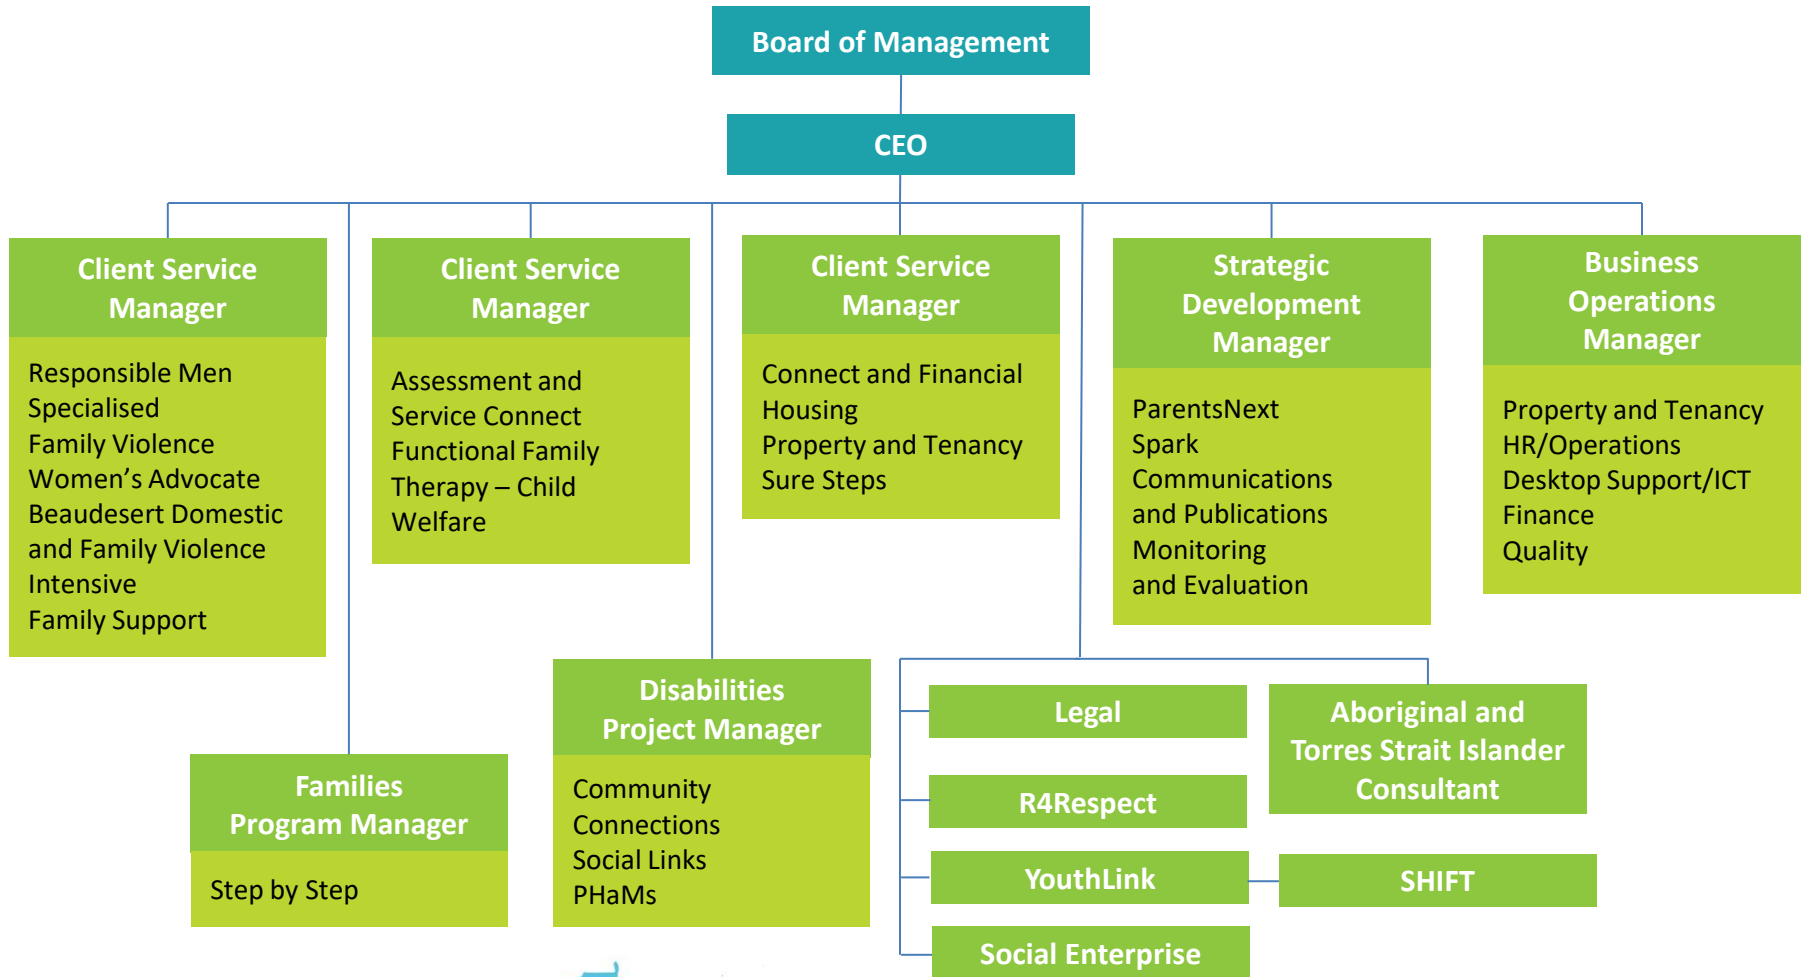 Board of Management
CEO
Client Service
Manager
Responsible Men
Specialised
Family Violence
Women’s Advocate
Beaudesert Domestic
and Family Violence
Intensive
Family Support
Client Service
Manager
Assessment and
Service Connect
Functional Family
Therapy – Child
Welfare
Client Service
Manager
Connect and Financial
Housing
Property and Tenancy
Sure Steps
Strategic
Development
Manager
ParentsNext
Spark
Communications
and Publications
Monitoring
and Evaluation
Business
Operations
Manager
Property and Tenancy
HR/Operations
Desktop Support/ICT
Finance
Quality
Families
Program Manager
Step by Step
Disabilities
Project Manager
Community
Connections
Social Links
PHaMs
Legal
R4Respect
YouthLink
SHIFT
Social Enterprise
Aboriginal and
Torres Strait Islander
Consultant